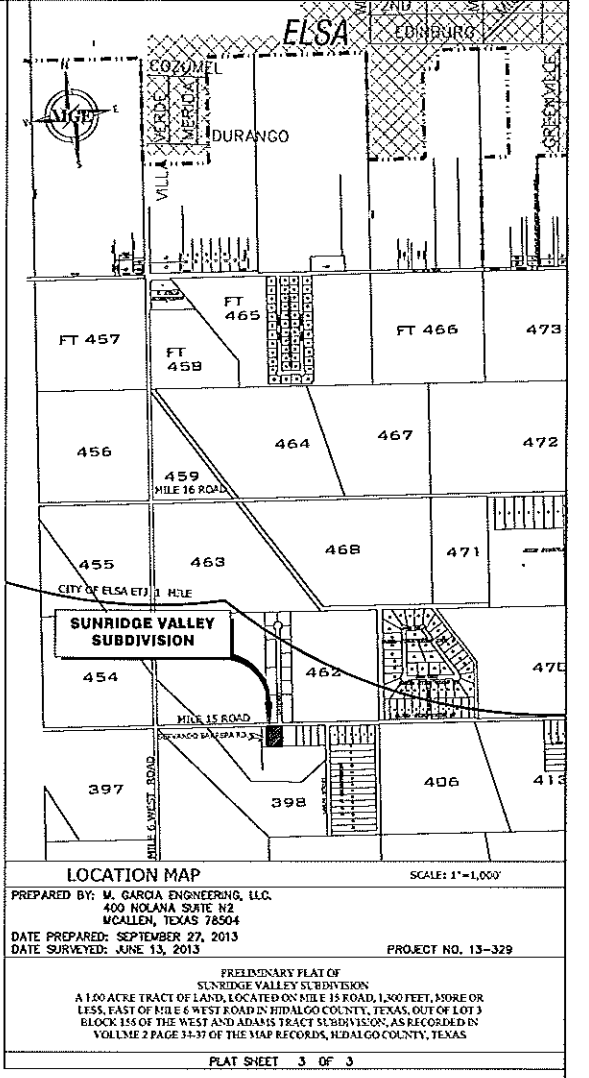 2ND
ELSA
EDINBURG
COZUMEL
MGE
VERDE
MERIDA
GREENVILLE
DURANGO
VILLA
FT 465
FT 457
FT 466
473
FT 458
456
464
467
472
459
MILE 16 ROAD
455
463
468
471
CITY OF ELSA ETJ 1 MILE
SUNRIDGE VALLEY
SUBDIVISION
454
462
470
MILE 15 ROAD
397
MILE 6 WEST ROAD
398
406
413
LOCATION MAP
SCALE: 1"=1,000'
PREPARED BY: M. GARCIA ENGINEERING, LLC.
400 NOLANA SUITE N2
MCALLEN, TEXAS 78504
DATE PREPARED: SEPTEMBER 27, 2013
DATE SURVEYED: JUNE 13, 2013
PROJECT NO. 13-329
PRELIMINARY PLAT OF
SUNRIDGE VALLEY SUBDIVISION
A 1.00 ACRE TRACT OF LAND, LOCATED ON MILE 15 ROAD, 1,300 FEET, MORE OR
LESS, EAST OF MILE 6 WEST ROAD IN HIDALGO COUNTY, TEXAS, OUT OF LOT 3
BLOCK 156 OF THE WEST AND ADAMS TRACT SUBDIVISION, AS RECORDED IN
VOLUME 2 PAGE 34-37 OF THE MAP RECORDS, HIDALGO COUNTY, TEXAS
PLAT SHEET 3 OF 3